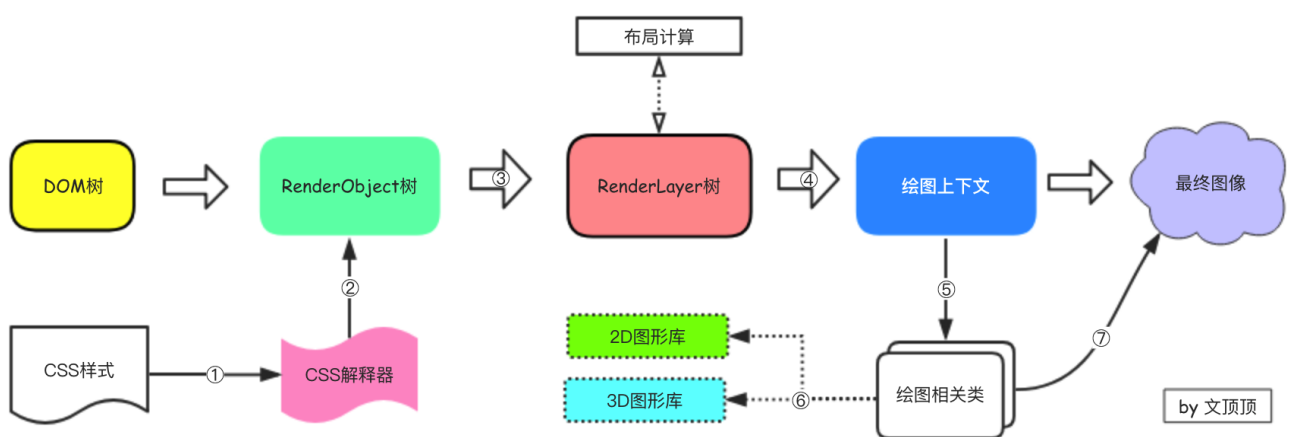 布局计算
DOM树
RenderObject树
③
RenderLayer树
④
绘图上下文
最终图像
②
⑤
2D图形库
⑦
CSS样式
①
CSS解释器
3D图形库
⑥
绘图相关类
by 文顶顶